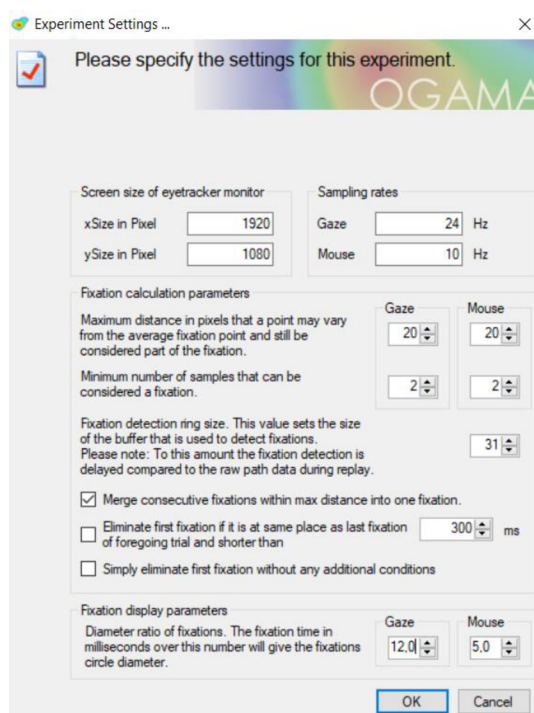 Experiment Settings ...
Please specify the settings for this experiment.
OGAMA
Screen size of eyetracker monitor
xSize in Pixel 1920
ySize in Pixel 1080
Sampling rates
Gaze 24 Hz
Mouse 10 Hz
Fixation calculation parameters
Gaze Mouse
Maximum distance in pixels that a point may vary
from the average fixation point and still be
considered part of the fixation.
20 20
Minimum number of samples that can be
considered a fixation.
2 2
Fixation detection ring size. This value sets the size
of the buffer that is used to detect fixations.
Please note: To this amount the fixation detection is
delayed compared to the raw path data during replay.
31
Merge consecutive fixations within max distance into one fixation.
Eliminate first fixation if it is at same place as last fixation
of foregoing trial and shorter than
300 ms
Simply eliminate first fixation without any additional conditions
Fixation display parameters
Gaze Mouse
Diameter ratio of fixations. The fixation time in
milliseconds over this number will give the fixations
circle diameter.
12,0 5,0
OK Cancel